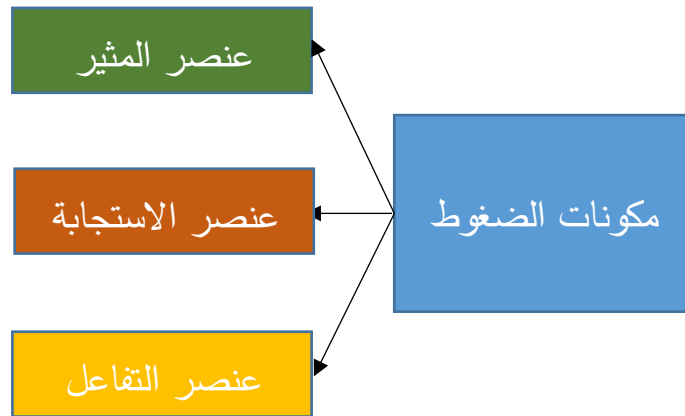 مكونات الضغوط
عنصر المثير
عنصر الاستجابة
عنصر التفاعل